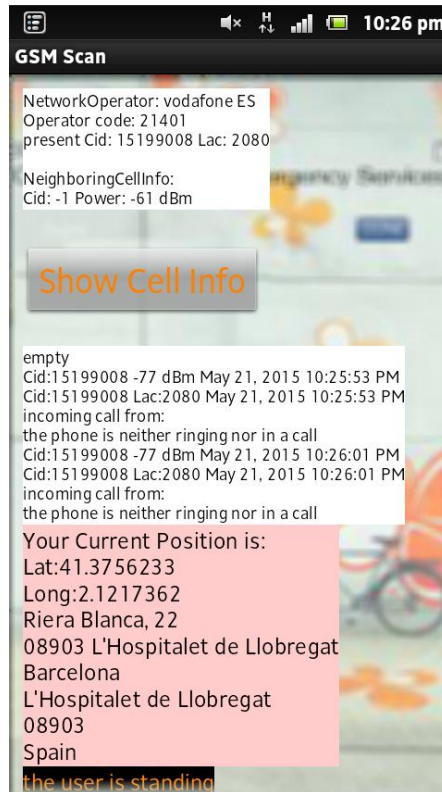 H
10:26 pm
GSM Scan
NetworkOperator: vodafone ES
Operator code: 21401
present Cid: 15199008 Lac: 2080
NeighboringCellInfo:
Cid: -1 Power: -61 dBm
Emergency Services
Show Cell Info
empty
Cid:15199008 -77 dBm May 21, 2015 10:25:53 PM
Cid:15199008 Lac:2080 May 21, 2015 10:25:53 PM
incoming call from:
the phone is neither ringing nor in a call
Cid:15199008 -77 dBm May 21, 2015 10:26:01 PM
Cid:15199008 Lac:2080 May 21, 2015 10:26:01 PM
incoming call from:
the phone is neither ringing nor in a call
Your Current Position is:
Lat:41.3756233
Long:2.1217362
Riera Blanca, 22
08903 L'Hospitalet de Llobregat
Barcelona
L'Hospitalet de Llobregat
08903
Spain
the user is standing